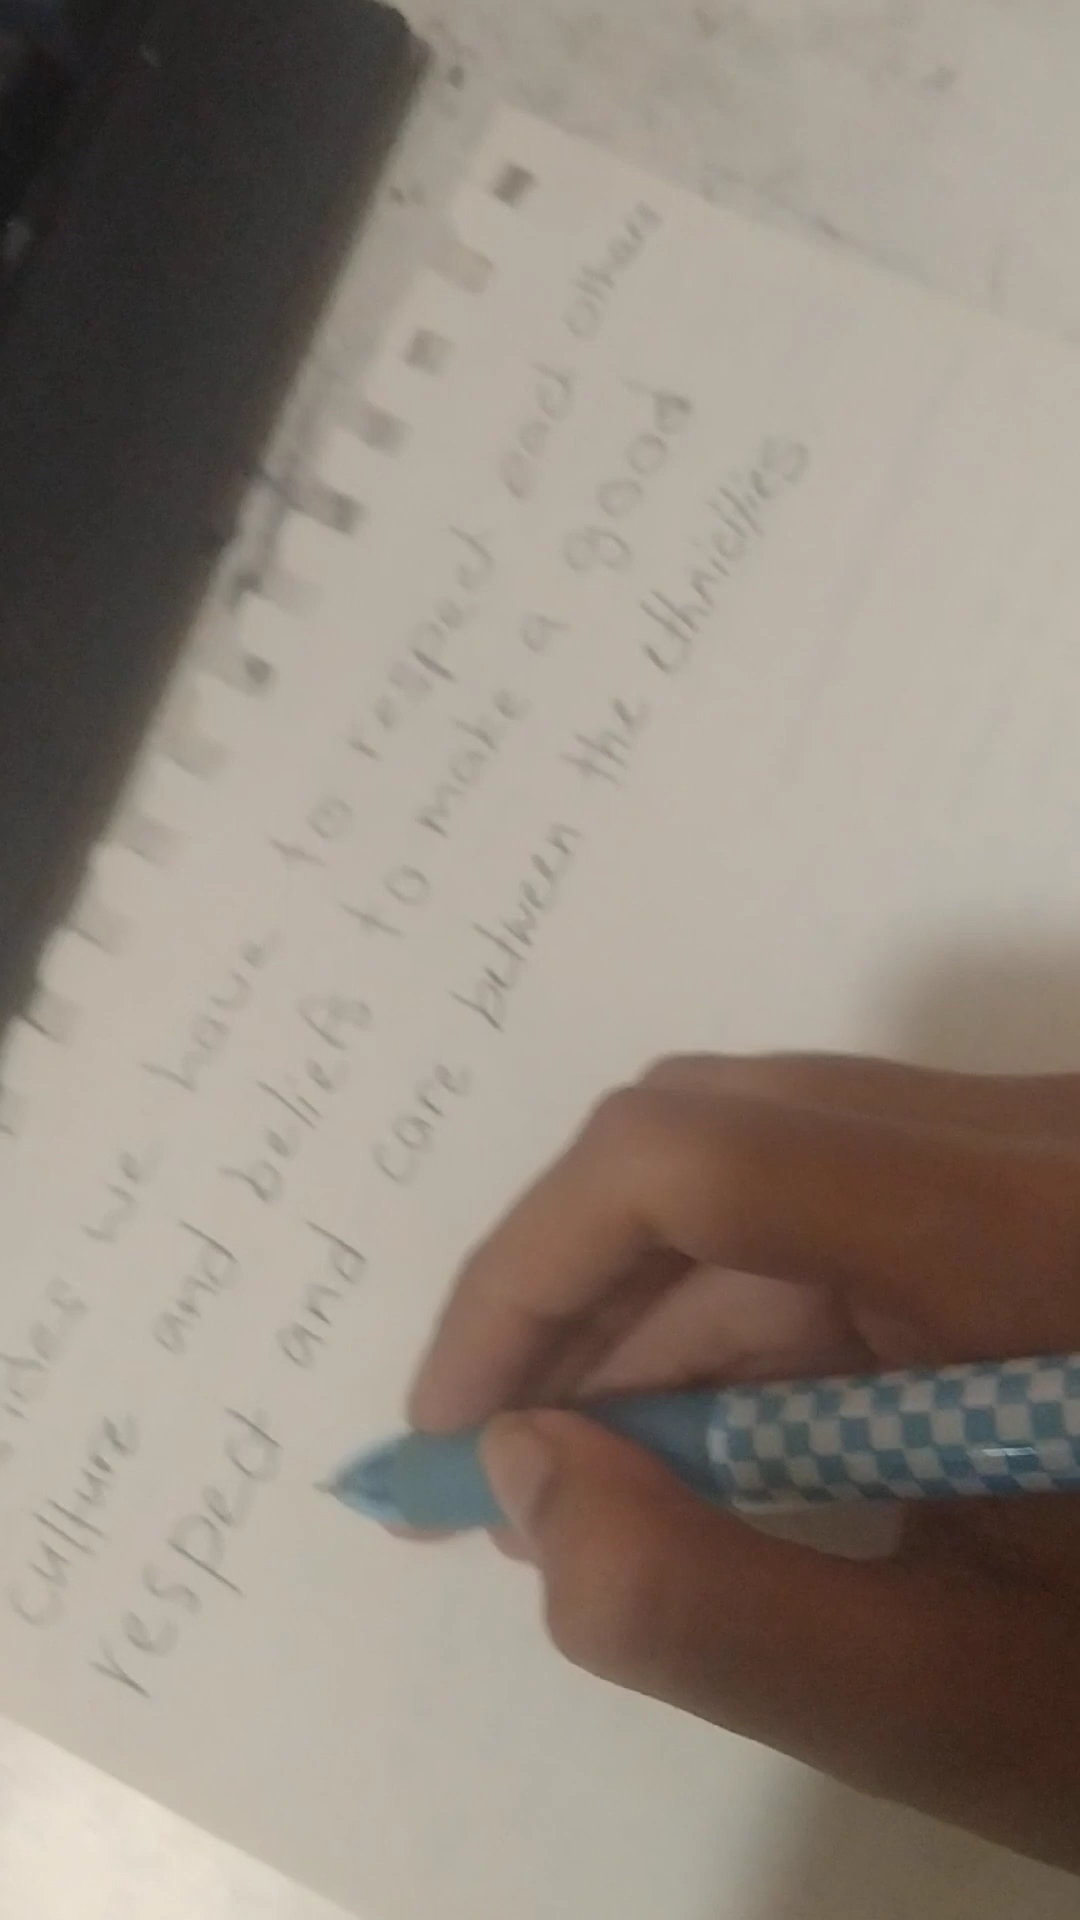 we have to respect each others
culture and beliefs to make a good
respect and care between the ethnicities